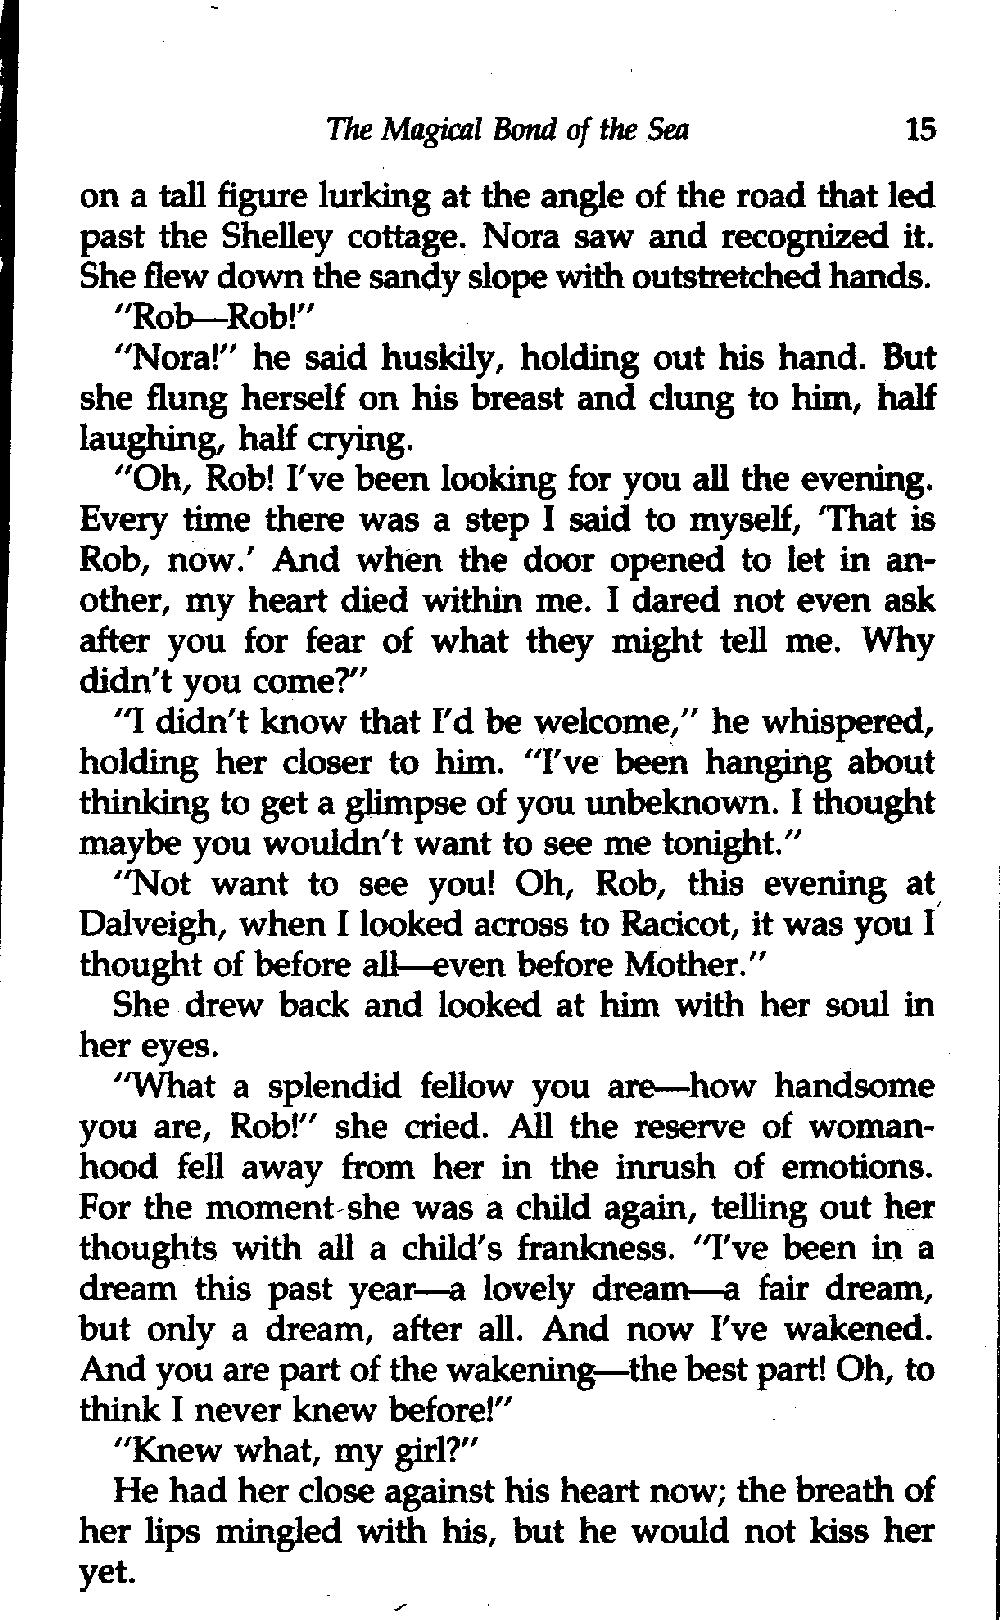 The Magical Bond of the Sea 15
on a tall figure lurking at the angle of the road that led
past the Shelley cottage. Nora saw and recognized it.
She flew down the sandy slope with outstretched hands.
"Rob—Rob!"
"Nora!" he said huskily, holding out his hand. But
she flung herself on his breast and clung to him, half
laughing, half crying.
"Oh, Rob! I've been looking for you all the evening.
Every time there was a step I said to myself, 'That is
Rob, now.' And when the door opened to let in an-
other, my heart died within me. I dared not even ask
after you for fear of what they might tell me. Why
didn't you come?"
"I didn't know that I'd be welcome," he whispered,
holding her closer to him. "I've been hanging about
thinking to get a glimpse of you unbeknown. I thought
maybe you wouldn't want to see me tonight."
"Not want to see you! Oh, Rob, this evening at
Dalveigh, when I looked across to Racicot, it was you I
thought of before all—even before Mother."
She drew back and looked at him with her soul in
her eyes.
"What a splendid fellow you are—how handsome
you are, Rob!" she cried. All the reserve of woman-
hood fell away from her in the inrush of emotions.
For the moment she was a child again, telling out her
thoughts with all a child's frankness. "I've been in a
dream this past year—a lovely dream—a fair dream,
but only a dream, after all. And now I've wakened.
And you are part of the wakening—the best part! Oh, to
think I never knew before!"
"Knew what, my girl?"
He had her close against his heart now; the breath of
her lips mingled with his, but he would not kiss her
yet.